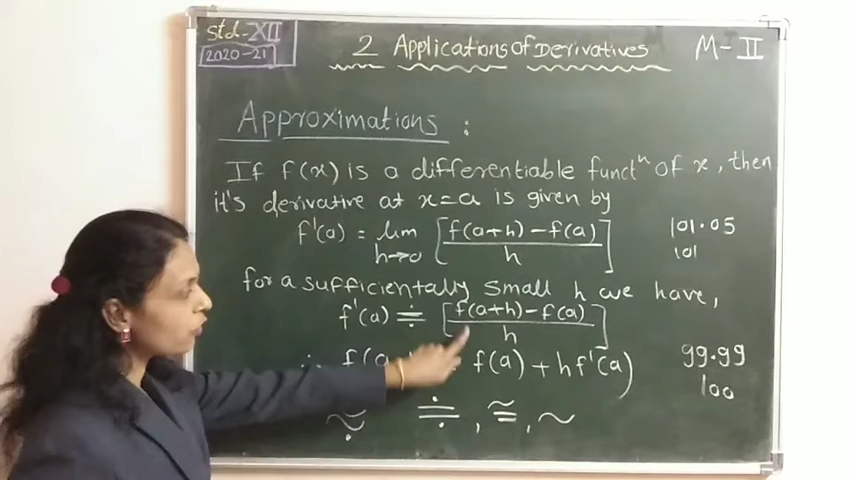 Std-XII
2020-21
2 Applications of Derivatives
M-II
Approximations :
If f(x) is a differentiable functⁿ of x, then
it's derivative at x=a is given by
f'(a) = lim h→0 [f(a+h)-f(a) / h]
101.05
101
for a sufficientally small h we have,
f'(a) ≑ [f(a+h)-f(a) / h]
∴ f(a f(a) + hf'(a)
99.99
100
≑, ≅, ~